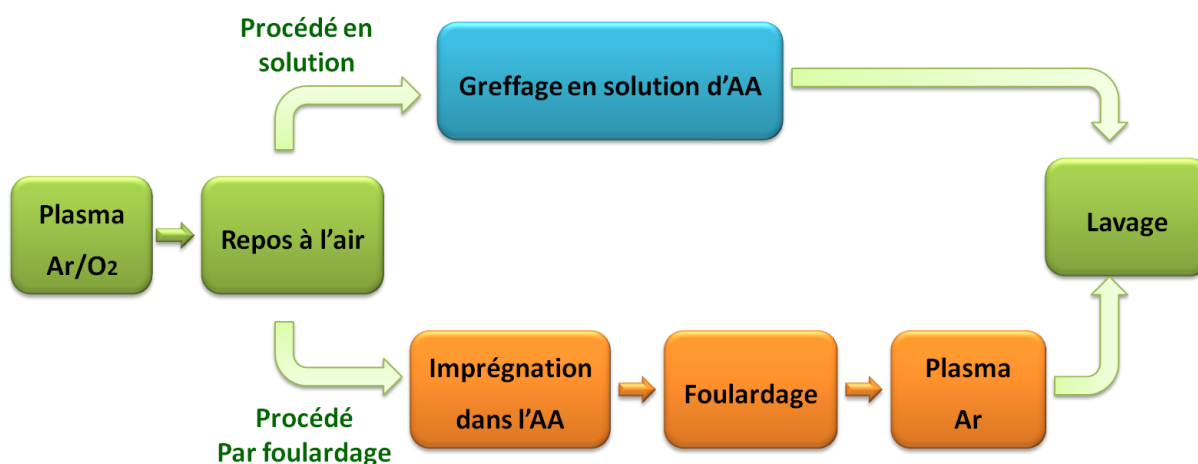 Procédé en
solution
Greffage en solution d'AA
Plasma
Ar/O2
Repos à l'air
Lavage
Imprégnation
dans l'AA
Foulardage
Plasma
Ar
Procédé
Par foulardage